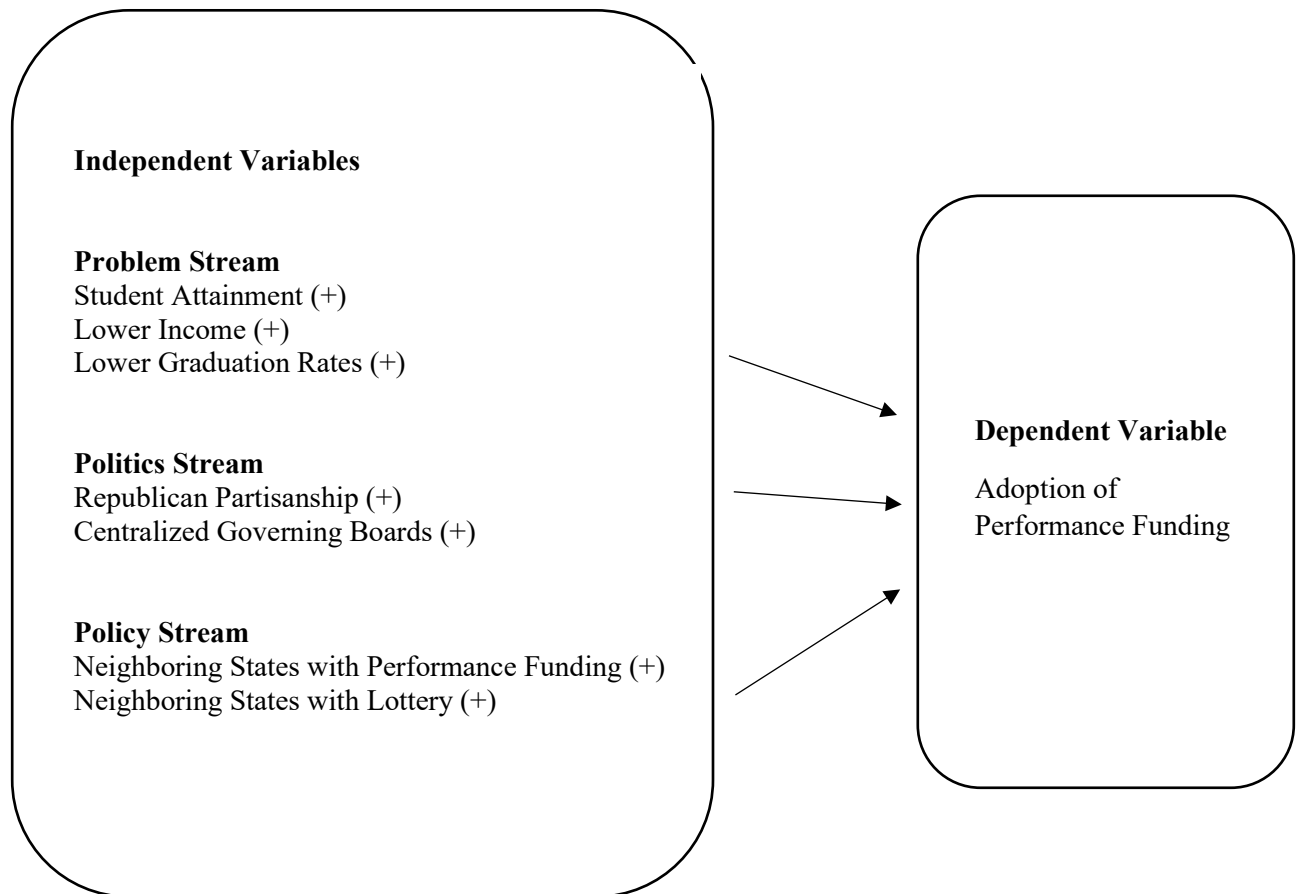 Independent Variables
Problem Stream
Student Attainment (+)
Lower Income (+)
Lower Graduation Rates (+)
Politics Stream
Republican Partisanship (+)
Centralized Governing Boards (+)
Policy Stream
Neighboring States with Performance Funding (+)
Neighboring States with Lottery (+)
Dependent Variable
Adoption of
Performance Funding